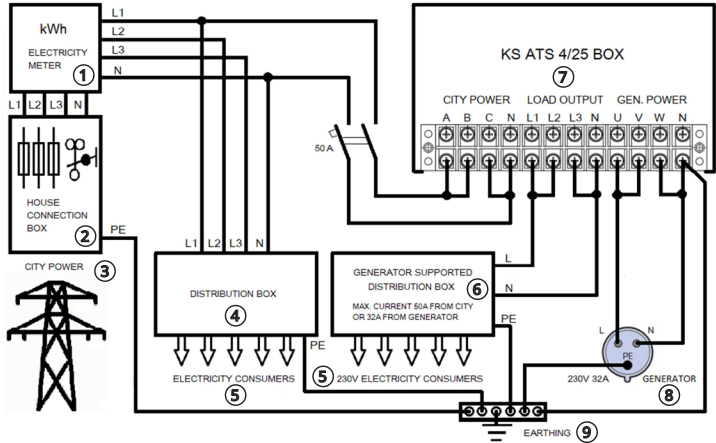 L1
L2
L3
N
kWh
ELECTRICITY
METER
1
L1 L2 L3 N
HOUSE
CONNECTION
BOX
2
PE
CITY POWER
3
KS ATS 4/25 BOX
7
CITY POWER LOAD OUTPUT GEN. POWER
A B C N L1 L2 L3 N U V W N
50 A
L1 L2 L3 N
DISTRIBUTION BOX
4
PE
ELECTRICITY CONSUMERS
5
GENERATOR SUPPORTED
DISTRIBUTION BOX
6
MAX. CURRENT 50A FROM CITY
OR 32A FROM GENERATOR
L
N
PE
5
230V ELECTRICITY CONSUMERS
L N
PE
230V 32A
GENERATOR
8
EARTHING
9